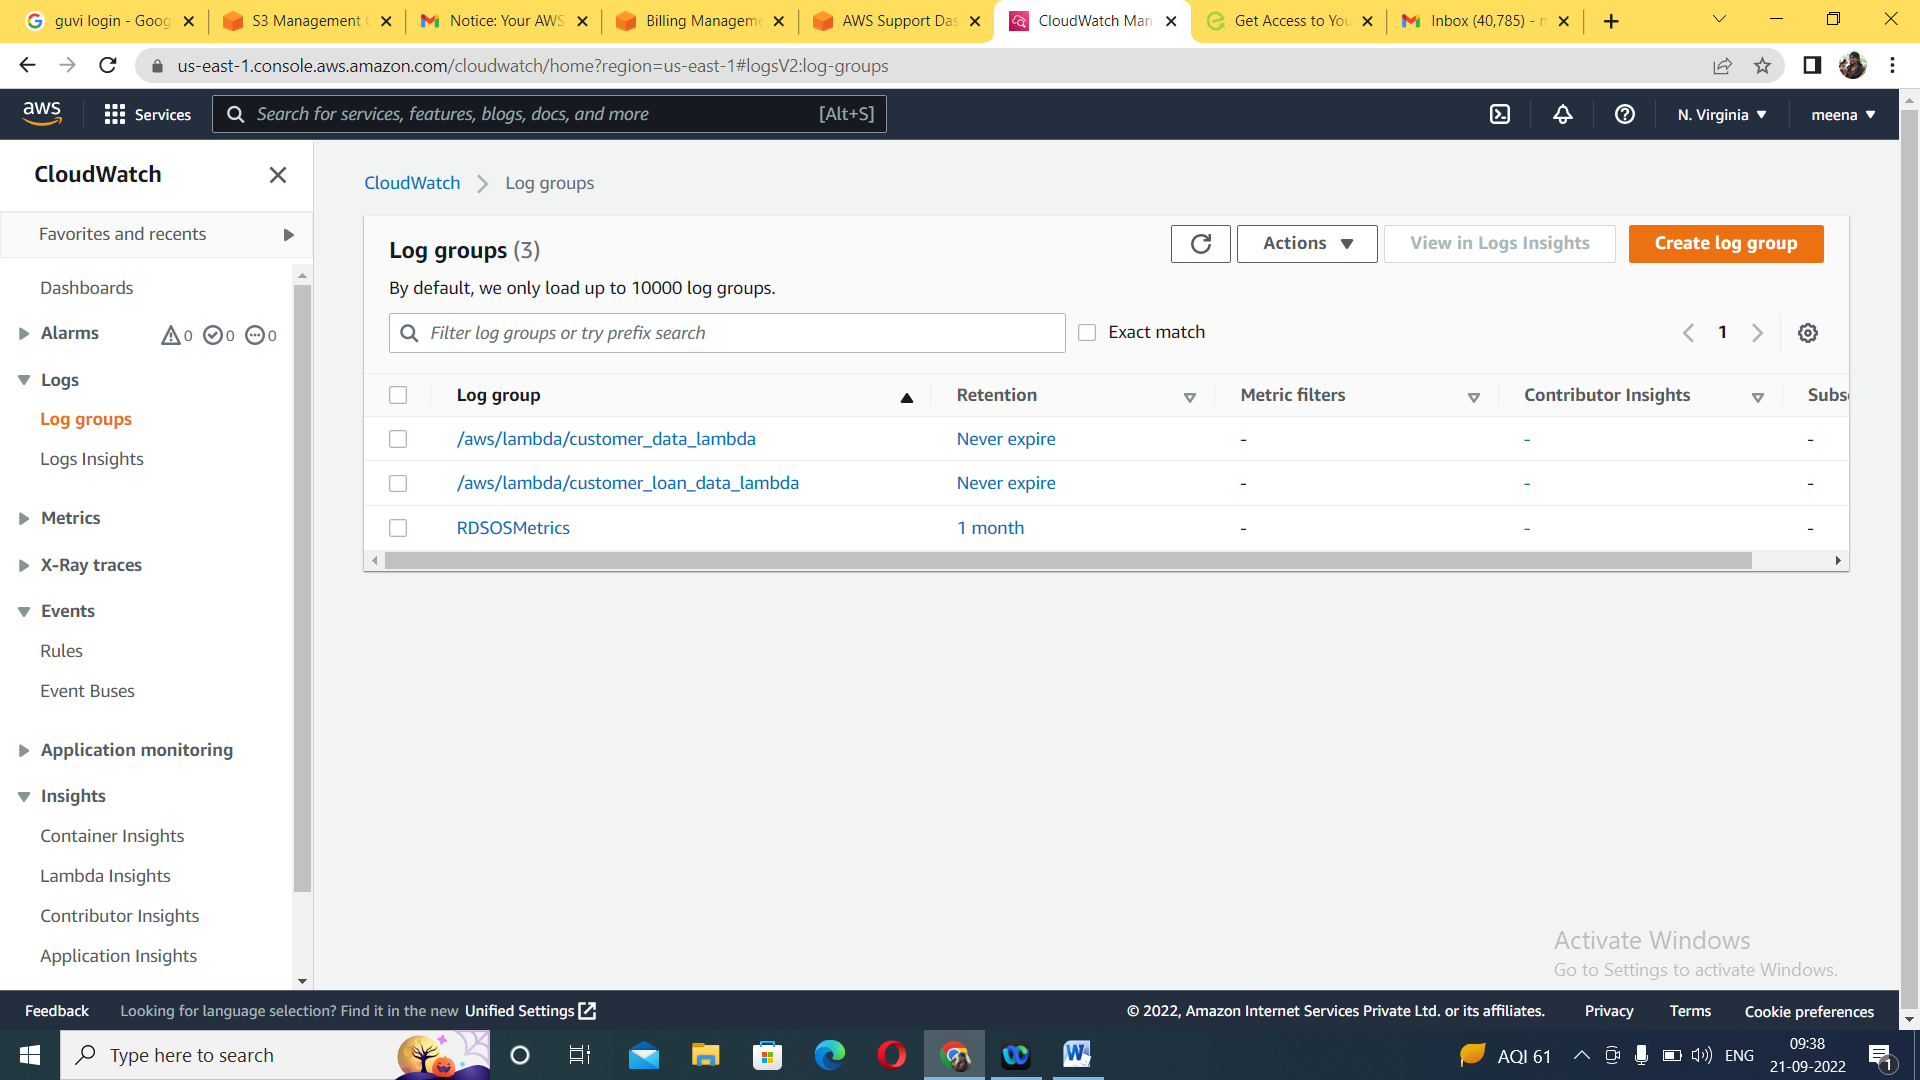 guvi login - Goog
S3 Management C
Notice: Your AWS
Billing Manageme
AWS Support Das
CloudWatch Man
Get Access to You
Inbox (40,785) - m
us-east-1.console.aws.amazon.com/cloudwatch/home?region=us-east-1#logsV2:log-groups
aws
Services
Search for services, features, blogs, docs, and more
[Alt+S]
N. Virginia
meena
CloudWatch
Favorites and recents
Dashboards
Alarms 0 0 0
Logs
Log groups
Logs Insights
Metrics
X-Ray traces
Events
Rules
Event Buses
Application monitoring
Insights
Container Insights
Lambda Insights
Contributor Insights
Application Insights
CloudWatch > Log groups
Log groups (3)
Actions
View in Logs Insights
Create log group
By default, we only load up to 10000 log groups.
Filter log groups or try prefix search
Exact match
1
Log group Retention Metric filters Contributor Insights Subs
/aws/lambda/customer_data_lambda Never expire - - -
/aws/lambda/customer_loan_data_lambda Never expire - - -
RDSOSMetrics 1 month - - -
Activate Windows
Go to Settings to activate Windows.
Feedback
Looking for language selection? Find it in the new Unified Settings
© 2022, Amazon Internet Services Private Ltd. or its affiliates.
Privacy
Terms
Cookie preferences
Type here to search
AQI 61
ENG
09:38
21-09-2022
1